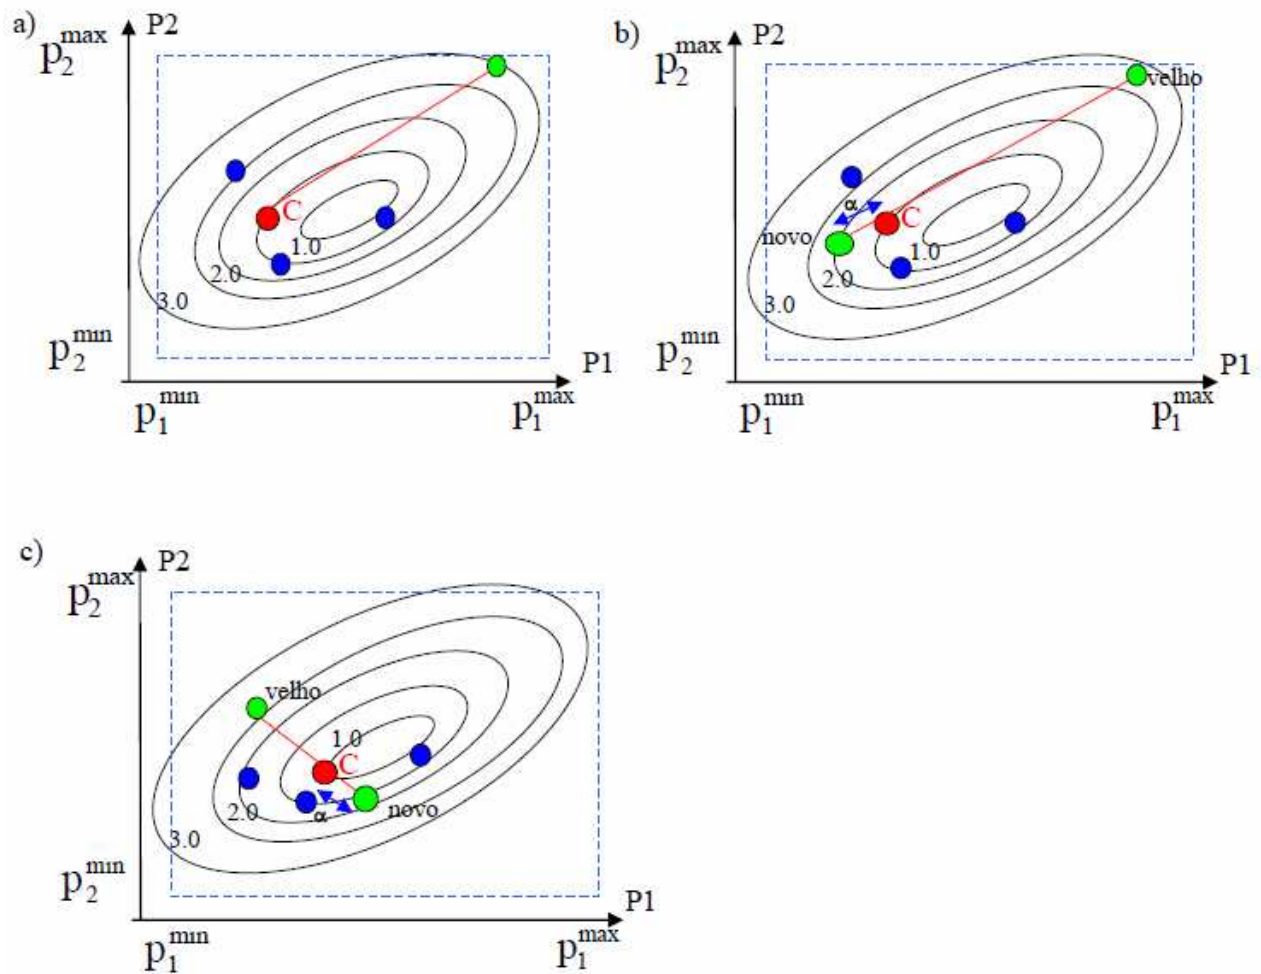 a)
P2
p₂max
C
1.0
2.0
3.0
p₂min
P1
p₁min
p₁max
b)
P2
p₂max
velho
α
C
novo
1.0
2.0
3.0
p₂min
P1
p₁min
p₁max
c)
P2
p₂max
velho
1.0
C
2.0
α
novo
3.0
p₂min
P1
p₁min
p₁max